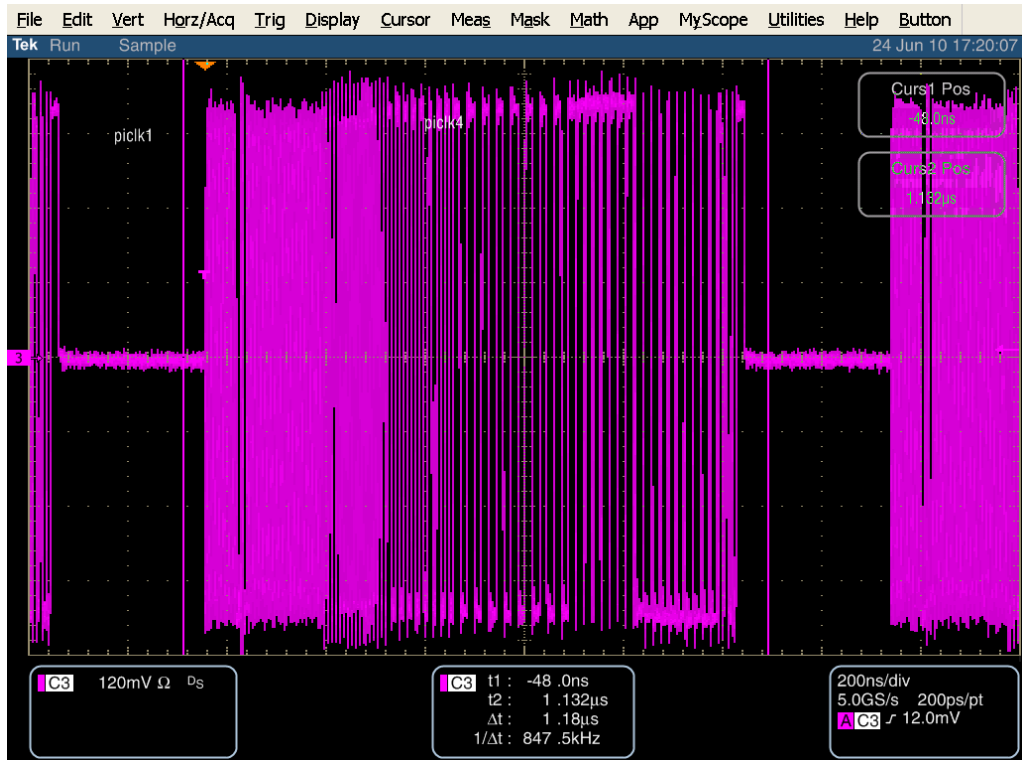 File Edit Vert Horz/Acq Trig Display Cursor Meas Mask Math App MyScope Utilities Help Button
Tek Run Sample 24 Jun 10 17:20:07
Curs1 Pos
-48.0ns
piclk1
piclk4
Curs2 Pos
1.132µs
3
C3 120mV Ω Ds
C3 t1 : -48 .0ns
t2 : 1 .132µs
Δt : 1 .18µs
1/Δt : 847 .5kHz
200ns/div
5.0GS/s 200ps/pt
A C3 12.0mV